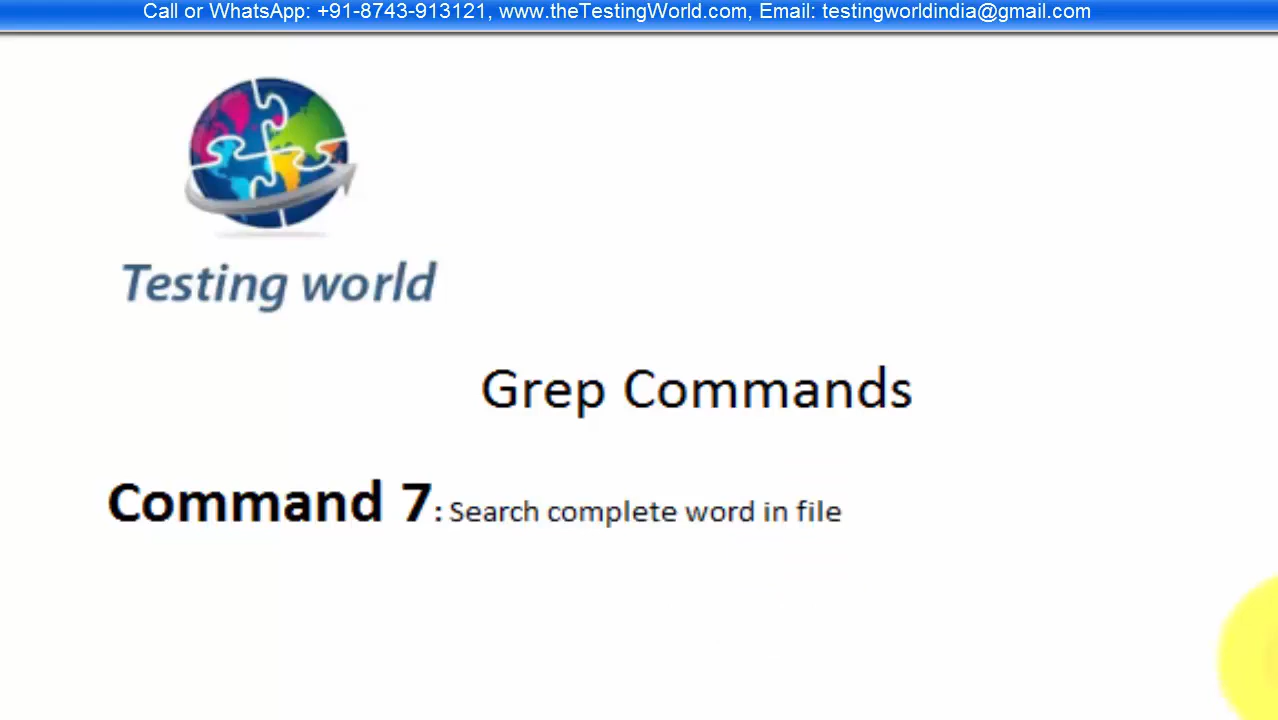 Call or WhatsApp: +91-8743-913121, www.theTestingWorld.com, Email: testingworldindia@gmail.com
Testing world
Grep Commands
Command 7: Search complete word in file